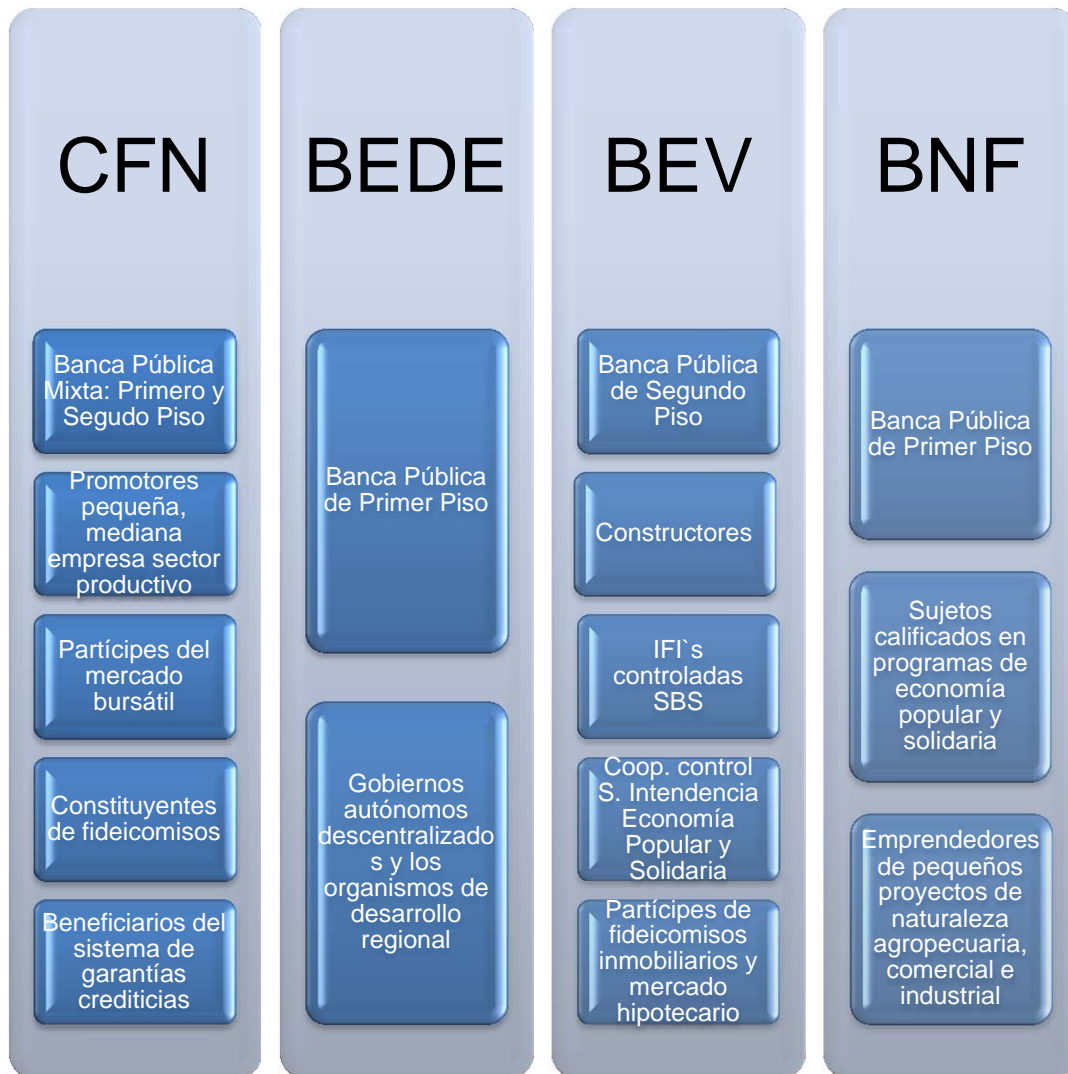 CFN
Banca Pública
Mixta: Primero y
Segudo Piso
Promotores
pequeña,
mediana
empresa sector
productivo
Partícipes del
mercado
bursátil
Constituyentes
de fideicomisos
Beneficiarios del
sistema de
garantías
crediticias
BEDE
Banca Pública
de Primer Piso
Gobiernos
autónomos
descentralizado
s y los
organismos de
desarrollo
regional
BEV
Banca Pública
de Segundo
Piso
Constructores
IFI`s
controladas
SBS
Coop. control
S. Intendencia
Economía
Popular y
Solidaria
Partícipes de
fideicomisos
inmobiliarios y
mercado
hipotecario
BNF
Banca Pública
de Primer Piso
Sujetos
calificados en
programas de
economía
popular y
solidaria
Emprendedores
de pequeños
proyectos de
naturaleza
agropecuaria,
comercial e
industrial